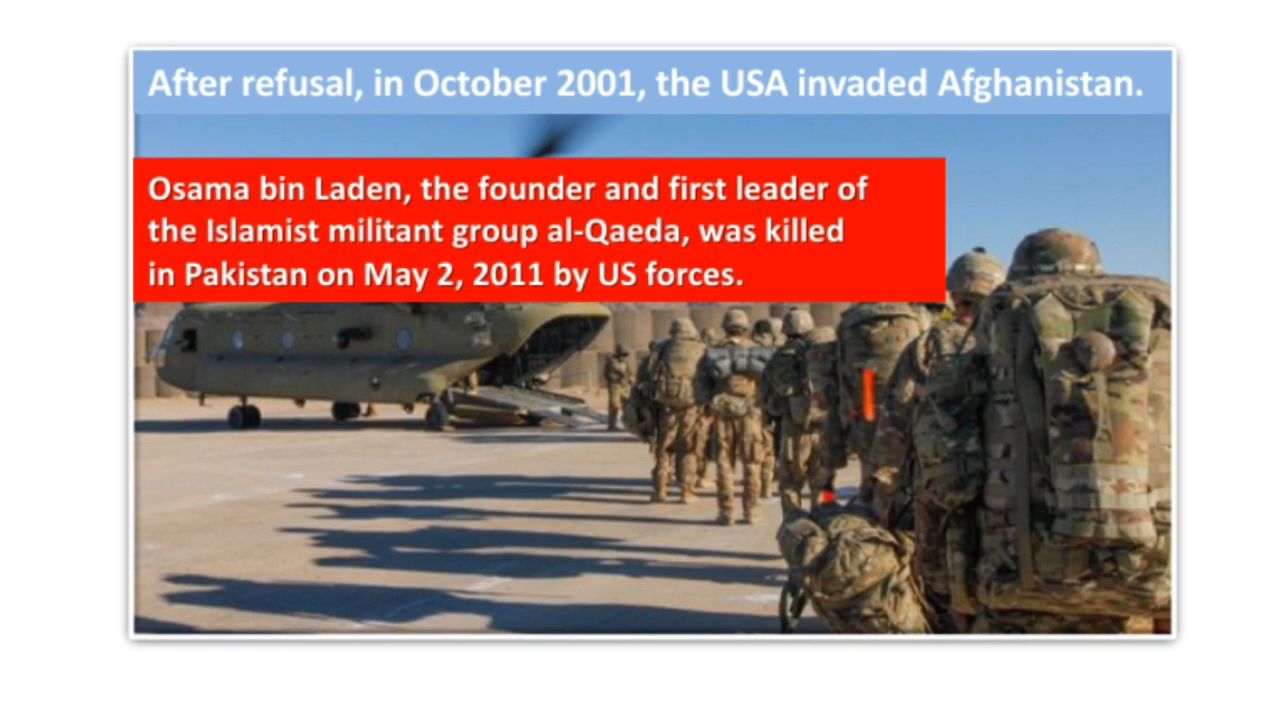 After refusal, in October 2001, the USA invaded Afghanistan.
Osama bin Laden, the founder and first leader of
the Islamist militant group al-Qaeda, was killed
in Pakistan on May 2, 2011 by US forces.